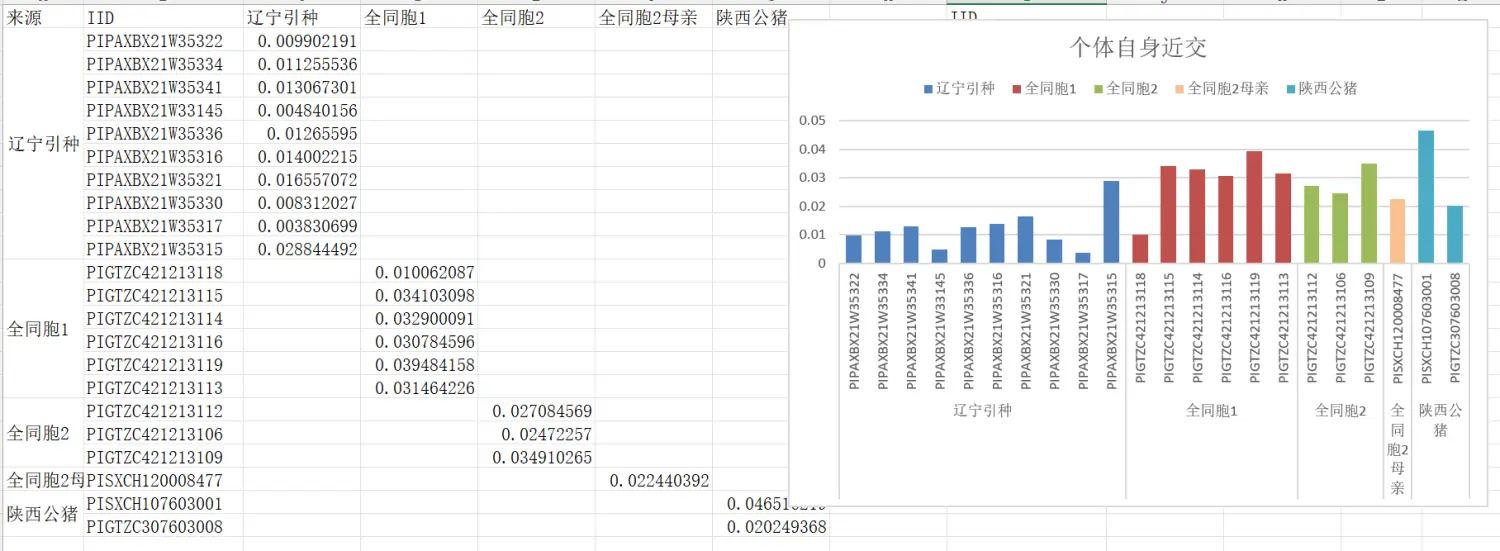 来源 IID 辽宁引种 全同胞1 全同胞2 全同胞2母亲 陕西公猪 IID
PIPAXBX21W35322 0.009902191
PIPAXBX21W35334 0.011255536
PIPAXBX21W35341 0.013067301
PIPAXBX21W33145 0.004840156
辽宁引种 PIPAXBX21W35336 0.01265595
PIPAXBX21W35316 0.014002215
PIPAXBX21W35321 0.016557072
PIPAXBX21W35330 0.008312027
PIPAXBX21W35317 0.003830699
PIPAXBX21W35315 0.028844492
PIGTZC421213118 0.010062087
PIGTZC421213115 0.034103098
全同胞1 PIGTZC421213114 0.032900091
PIGTZC421213116 0.030784596
PIGTZC421213119 0.039484158
PIGTZC421213113 0.031464226
PIGTZC421213112 0.027084569
全同胞2 PIGTZC421213106 0.02472257
PIGTZC421213109 0.034910265
全同胞2母 PISXCH120008477 0.022440392
陕西公猪 PISXCH107603001
PIGTZC307603008 0.020249368
个体自身近交
辽宁引种 全同胞1 全同胞2 全同胞2母亲 陕西公猪
0.05
0.04
0.03
0.02
0.01
0
PIPAXBX21W35322
PIPAXBX21W35334
PIPAXBX21W35341
PIPAXBX21W33145
PIPAXBX21W35336
PIPAXBX21W35316
PIPAXBX21W35321
PIPAXBX21W35330
PIPAXBX21W35317
PIPAXBX21W35315
PIGTZC421213118
PIGTZC421213115
PIGTZC421213114
PIGTZC421213116
PIGTZC421213119
PIGTZC421213113
PIGTZC421213112
PIGTZC421213106
PIGTZC421213109
PISXCH120008477
PISXCH107603001
PIGTZC307603008
辽宁引种
全同胞1
全同胞2
全
同
胞2
母
亲
陕西公
猪